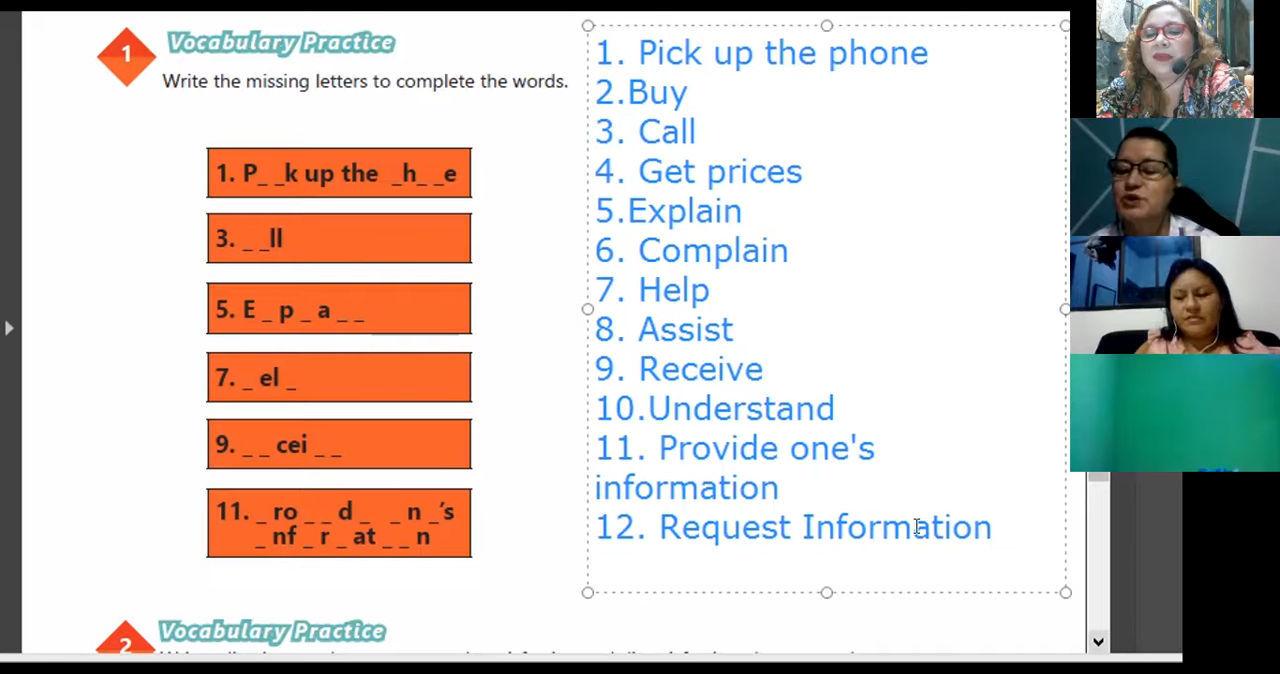 1
Vocabulary Practice
Write the missing letters to complete the words.
1. P_ _k up the _h_ _e
3. _ _ll
5. E _ p _ a _ _
7. _ el _
9. _ _ cei _ _
11. _ ro _ _ d _ _ n _'s
_ nf _ r _ at _ _ n
2
Vocabulary Practice
1. Pick up the phone
2.Buy
3. Call
4. Get prices
5.Explain
6. Complain
7. Help
8. Assist
9. Receive
10.Understand
11. Provide one's
information
12. Request Information